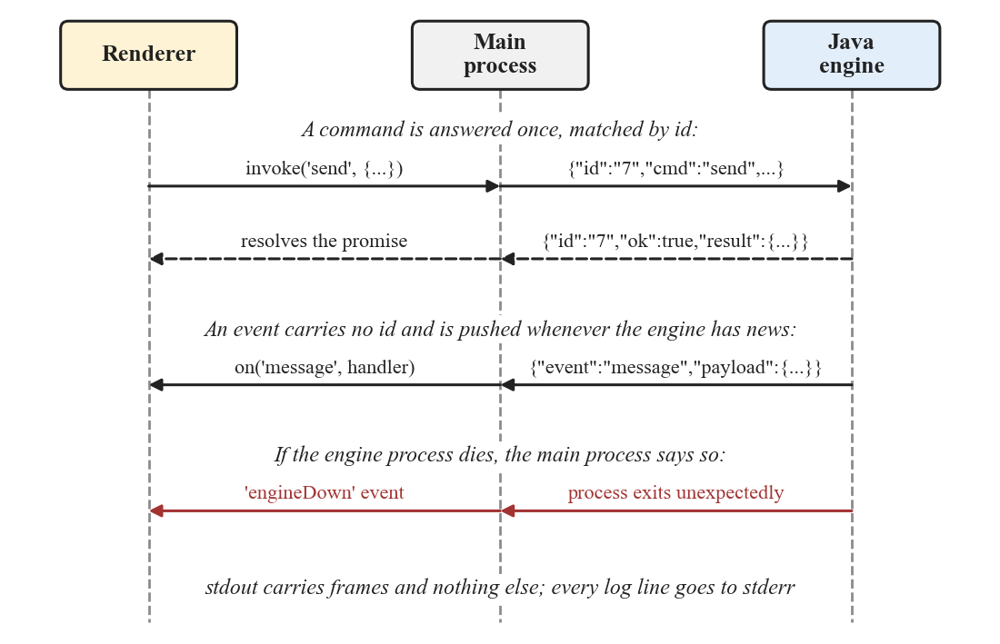 Renderer
Main
process
Java
engine
A command is answered once, matched by id:
invoke('send', {...})
{"id":"7","cmd":"send",...}
resolves the promise
{"id":"7","ok":true,"result":{...}}
An event carries no id and is pushed whenever the engine has news:
on('message', handler)
{"event":"message","payload":{...}}
If the engine process dies, the main process says so:
'engineDown' event
process exits unexpectedly
stdout carries frames and nothing else; every log line goes to stderr